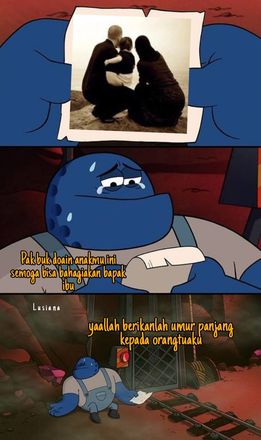 Pak buk doain anakmu ini
semoga bisa bahagiakan bapak
ibu
Lusiana
yaallah berikanlah umur panjang
kepada orangtuaku